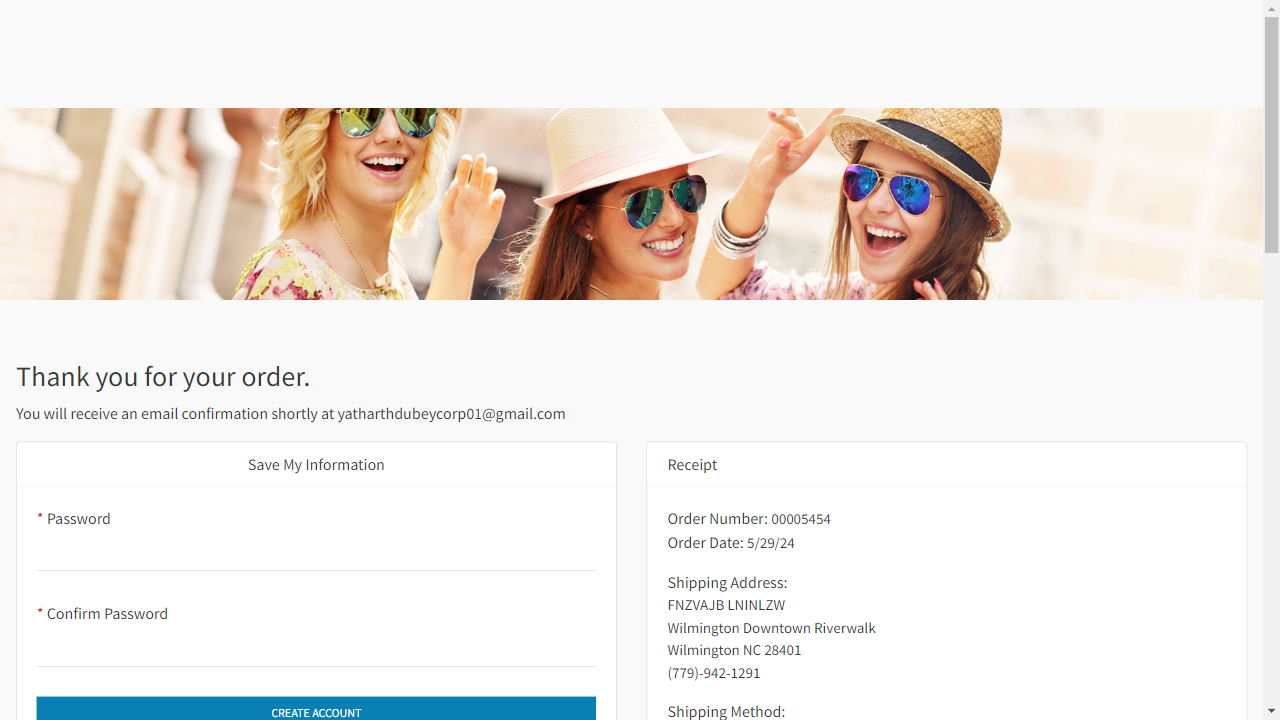 Thank you for your order.
You will receive an email confirmation shortly at yatharthdubeycorp01@gmail.com
Save My Information
* Password
* Confirm Password
CREATE ACCOUNT
Receipt
Order Number: 00005454
Order Date: 5/29/24
Shipping Address:
FNZVAJB LNINLZW
Wilmington Downtown Riverwalk
Wilmington NC 28401
(779)-942-1291
Shipping Method: